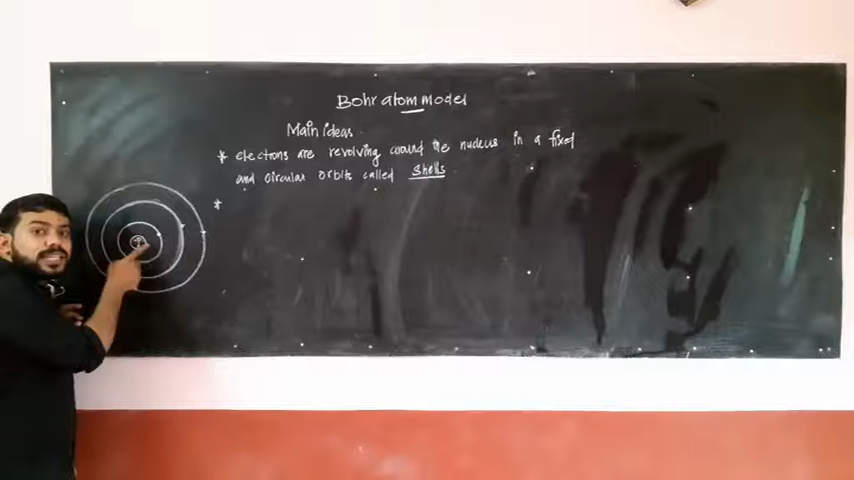 Bohr atom model
Main ideas
* electrons are revolving around the nucleus in a fixed
and circular orbits called shells
*
+